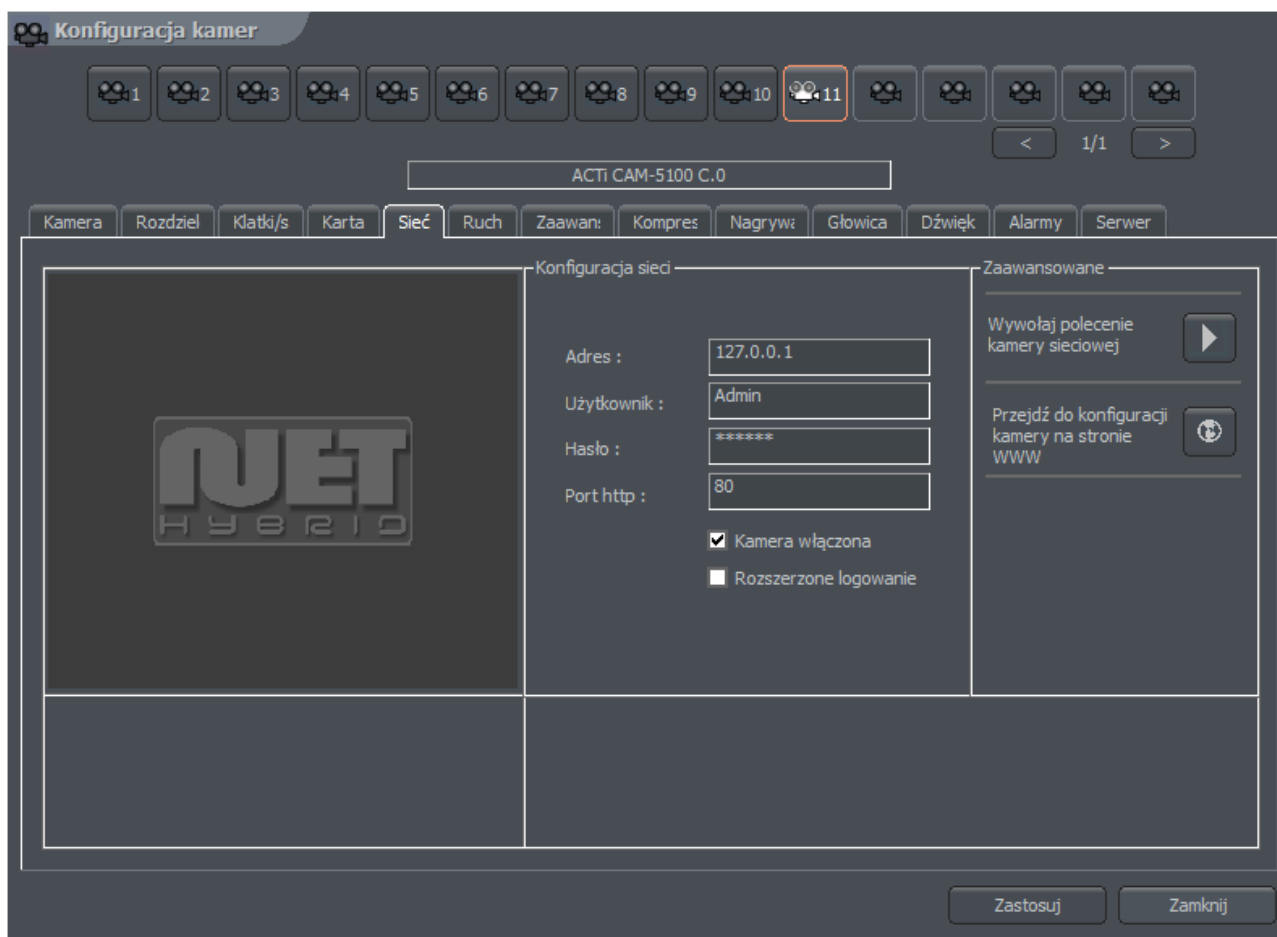 Konfiguracja kamer
1 2 3 4 5 6 7 8 9 10 11
< 1/1 >
ACTi CAM-5100 C.0
Kamera Rozdziel Klatki/s Karta Sieć Ruch Zaawan: Kompres Nagrywa Głowica Dźwięk Alarmy Serwer
Konfiguracja sieci
Zaawansowane
Adres : 127.0.0.1
Użytkownik : Admin
Hasło : ******
Port http : 80
Kamera włączona
Rozszerzone logowanie
Wywołaj polecenie
kamery sieciowej
Przejdź do konfiguracji
kamery na stronie
WWW
NET
HYBRID
Zastosuj Zamknij